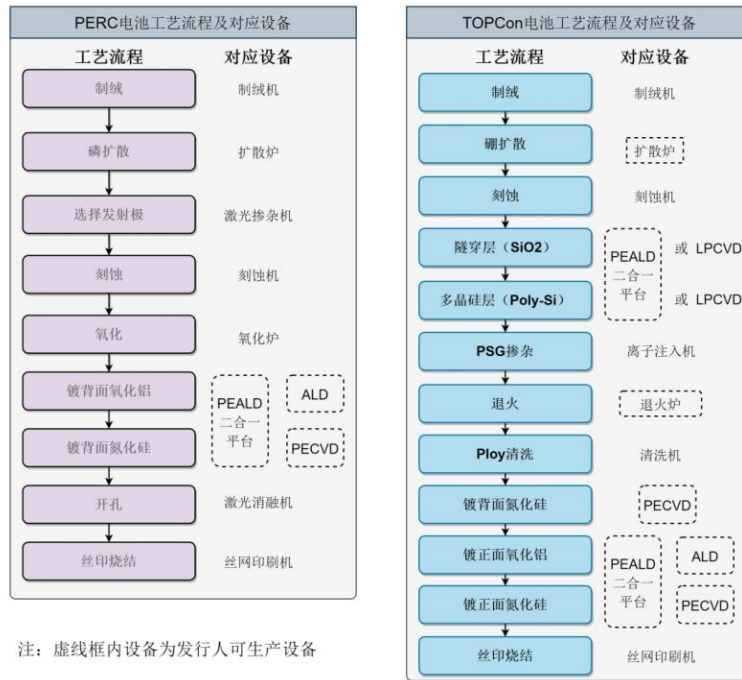 PERC电池工艺流程及对应设备
工艺流程 对应设备
制绒 制绒机
磷扩散 扩散炉
选择发射极 激光掺杂机
刻蚀 刻蚀机
氧化 氧化炉
镀背面氧化铝
镀背面氮化硅
PEALD
二合一
平台
ALD
PECVD
开孔 激光消融机
丝印烧结 丝网印刷机
注：虚线框内设备为发行人可生产设备
TOPCon电池工艺流程及对应设备
工艺流程 对应设备
制绒 制绒机
硼扩散 扩散炉
刻蚀 刻蚀机
隧穿层（SiO2）
多晶硅层（Poly-Si）
PEALD
二合一
平台
或 LPCVD
或 LPCVD
PSG掺杂 离子注入机
退火 退火炉
Ploy清洗 清洗机
镀背面氮化硅 PECVD
镀正面氧化铝
镀正面氮化硅
PEALD
二合一
平台
ALD
PECVD
丝印烧结 丝网印刷机